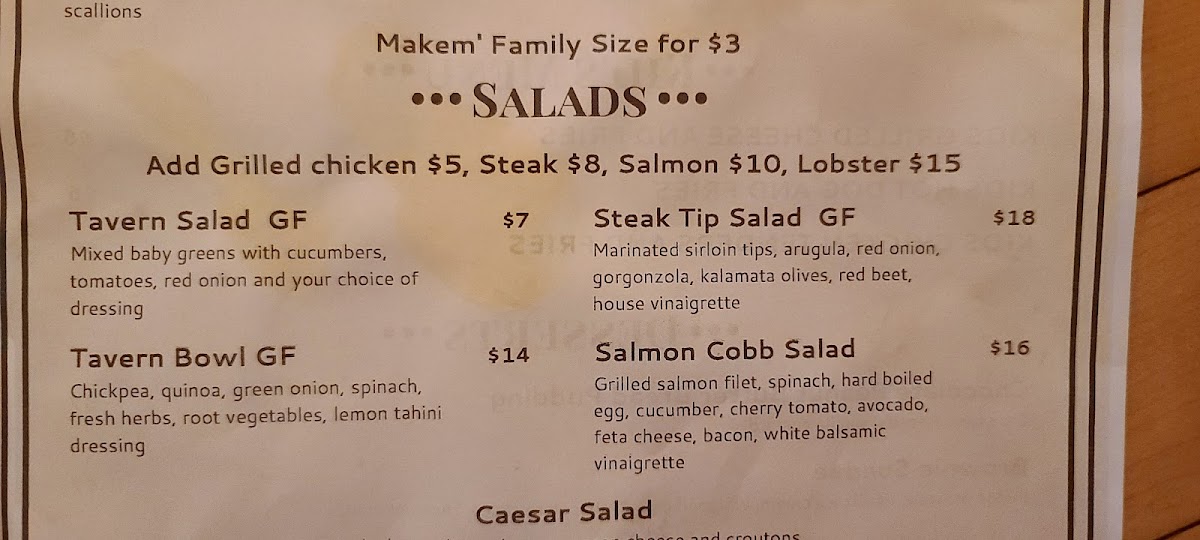 scallions
Makem' Family Size for $3
••• SALADS •••
Add Grilled chicken $5, Steak $8, Salmon $10, Lobster $15
Tavern Salad GF $7
Mixed baby greens with cucumbers,
tomatoes, red onion and your choice of
dressing
Tavern Bowl GF $14
Chickpea, quinoa, green onion, spinach,
fresh herbs, root vegetables, lemon tahini
dressing
Steak Tip Salad GF $18
Marinated sirloin tips, arugula, red onion,
gorgonzola, kalamata olives, red beet,
house vinaigrette
Salmon Cobb Salad $16
Grilled salmon filet, spinach, hard boiled
egg, cucumber, cherry tomato, avocado,
feta cheese, bacon, white balsamic
vinaigrette
Caesar Salad
cheese and croutons